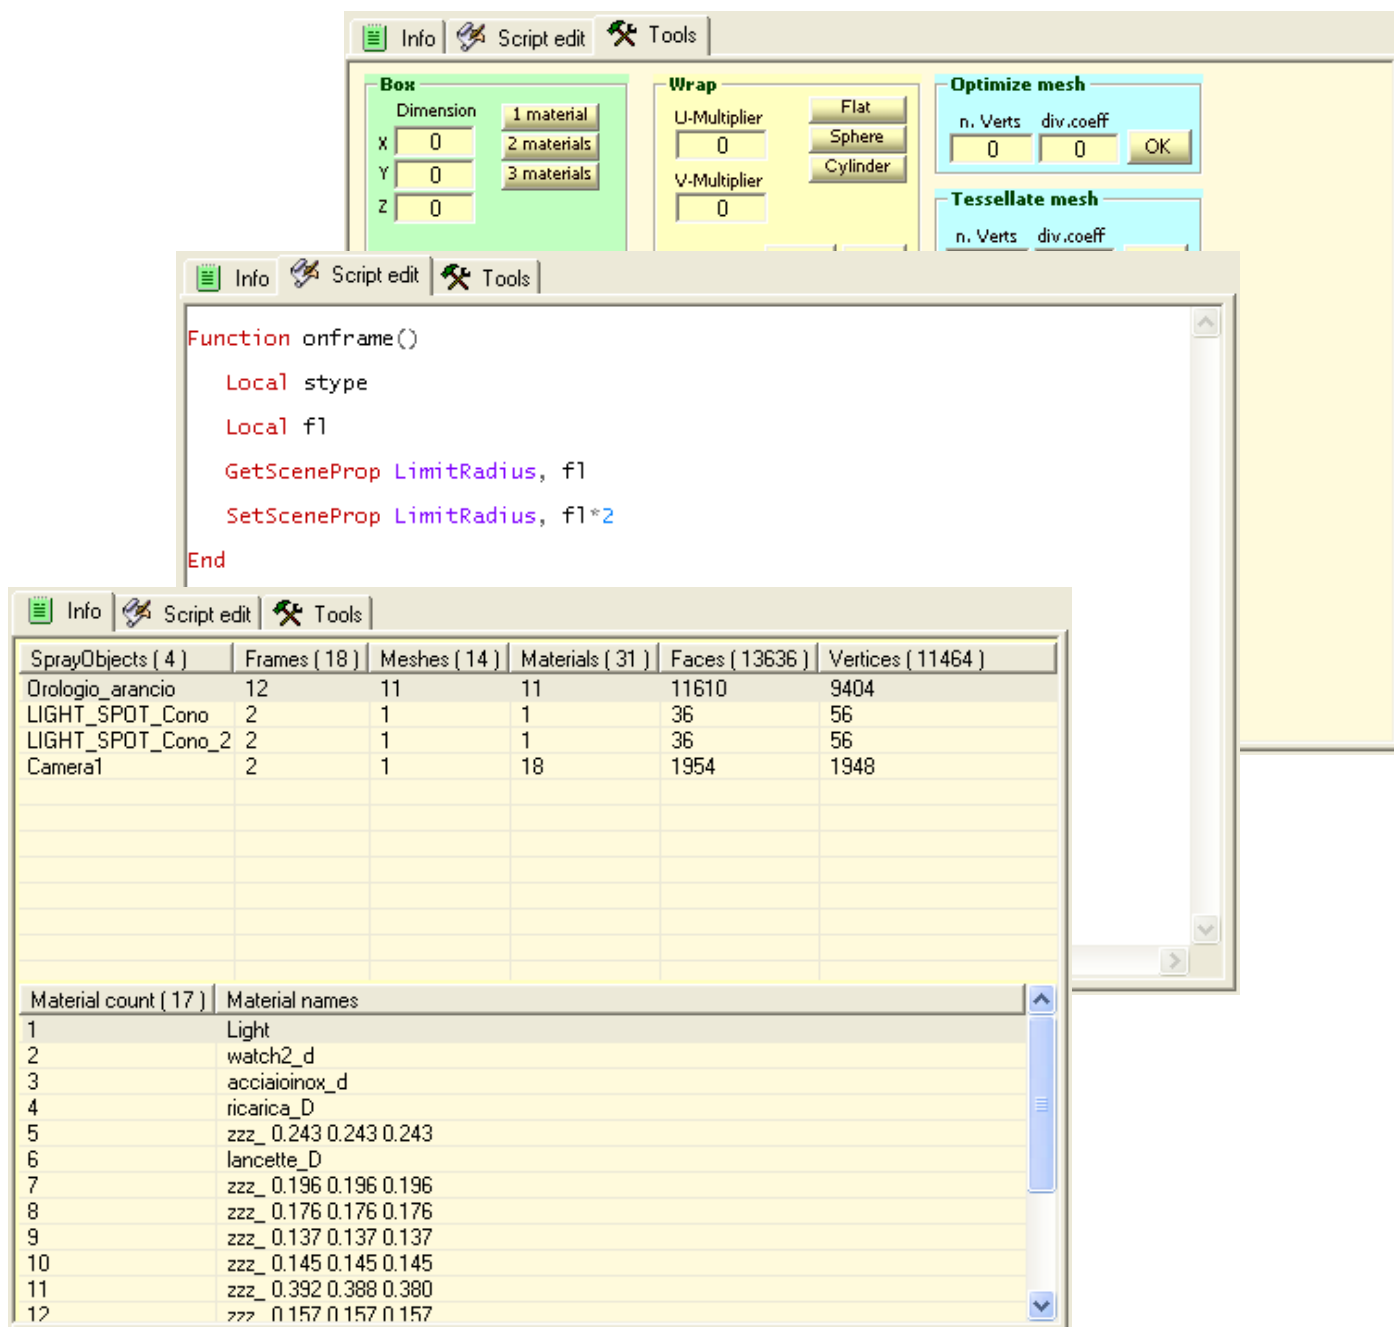 Info Script edit Tools
Box Wrap Optimize mesh
Dimension 1 material U-Multiplier Flat n. Verts div.coeff
X 0 2 materials 0 Sphere 0 0 OK
Y 0 3 materials V-Multiplier Cylinder Tessellate mesh
Z 0 0 n. Verts div.coeff
Info Script edit Tools
Function onframe()
Local stype
Local fl
GetSceneProp LimitRadius, fl
SetSceneProp LimitRadius, fl*2
End
Info Script edit Tools
SprayObjects ( 4 ) Frames ( 18 ) Meshes ( 14 ) Materials ( 31 ) Faces ( 13636 ) Vertices ( 11464 )
Orologio_arancio 12 11 11 11610 9404
LIGHT_SPOT_Cono 2 1 1 36 56
LIGHT_SPOT_Cono_2 2 1 1 36 56
Camera1 2 1 18 1954 1948
Material count ( 17 ) Material names
1 Light
2 watch2_d
3 acciaioinox_d
4 ricarica_D
5 zzz_ 0.243 0.243 0.243
6 lancette_D
7 zzz_ 0.196 0.196 0.196
8 zzz_ 0.176 0.176 0.176
9 zzz_ 0.137 0.137 0.137
10 zzz_ 0.145 0.145 0.145
11 zzz_ 0.392 0.388 0.380
12 zzz_ 0.157 0.157 0.157